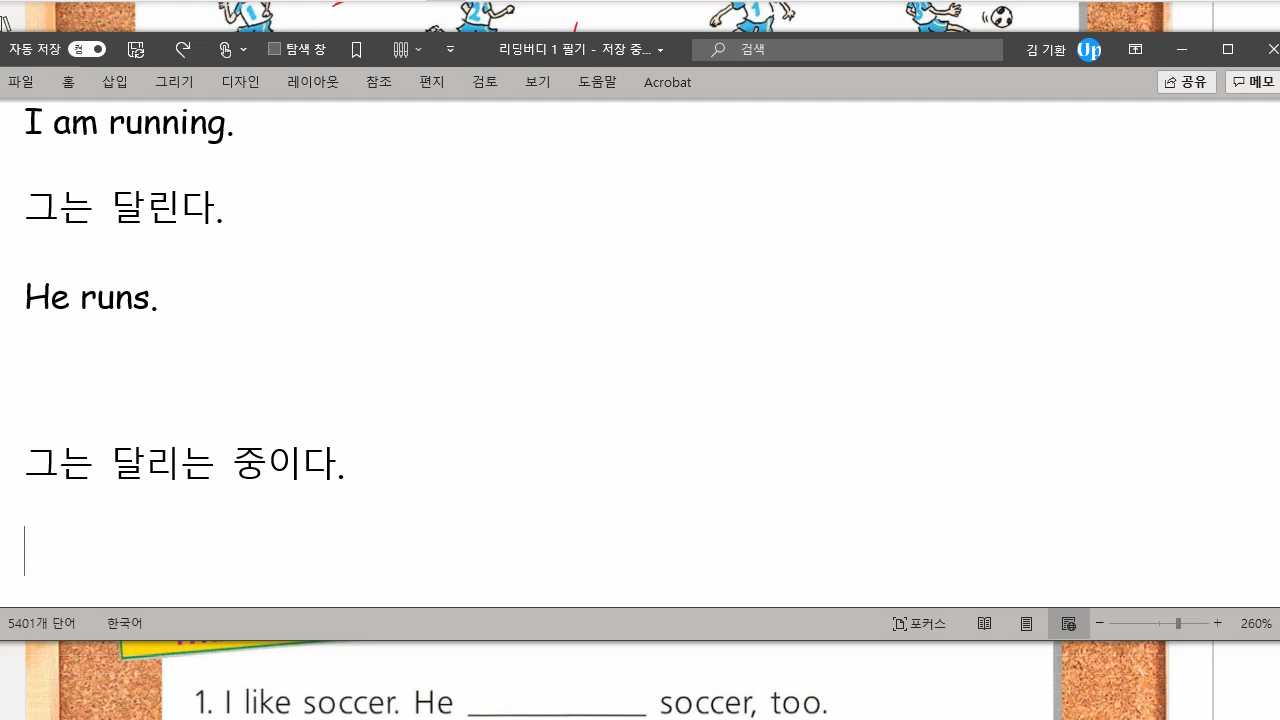 자동 저장 컴 탐색 창 리딩버디 1 필기 - 저장 중... 검색 김 기환 Up
파일 홈 삽입 그리기 디자인 레이아웃 참조 편지 검토 보기 도움말 Acrobat 공유 메모
I am running.
그는 달린다.
He runs.
그는 달리는 중이다.
5401개 단어 한국어 포커스 260%
1. I like soccer. He __________ soccer, too.